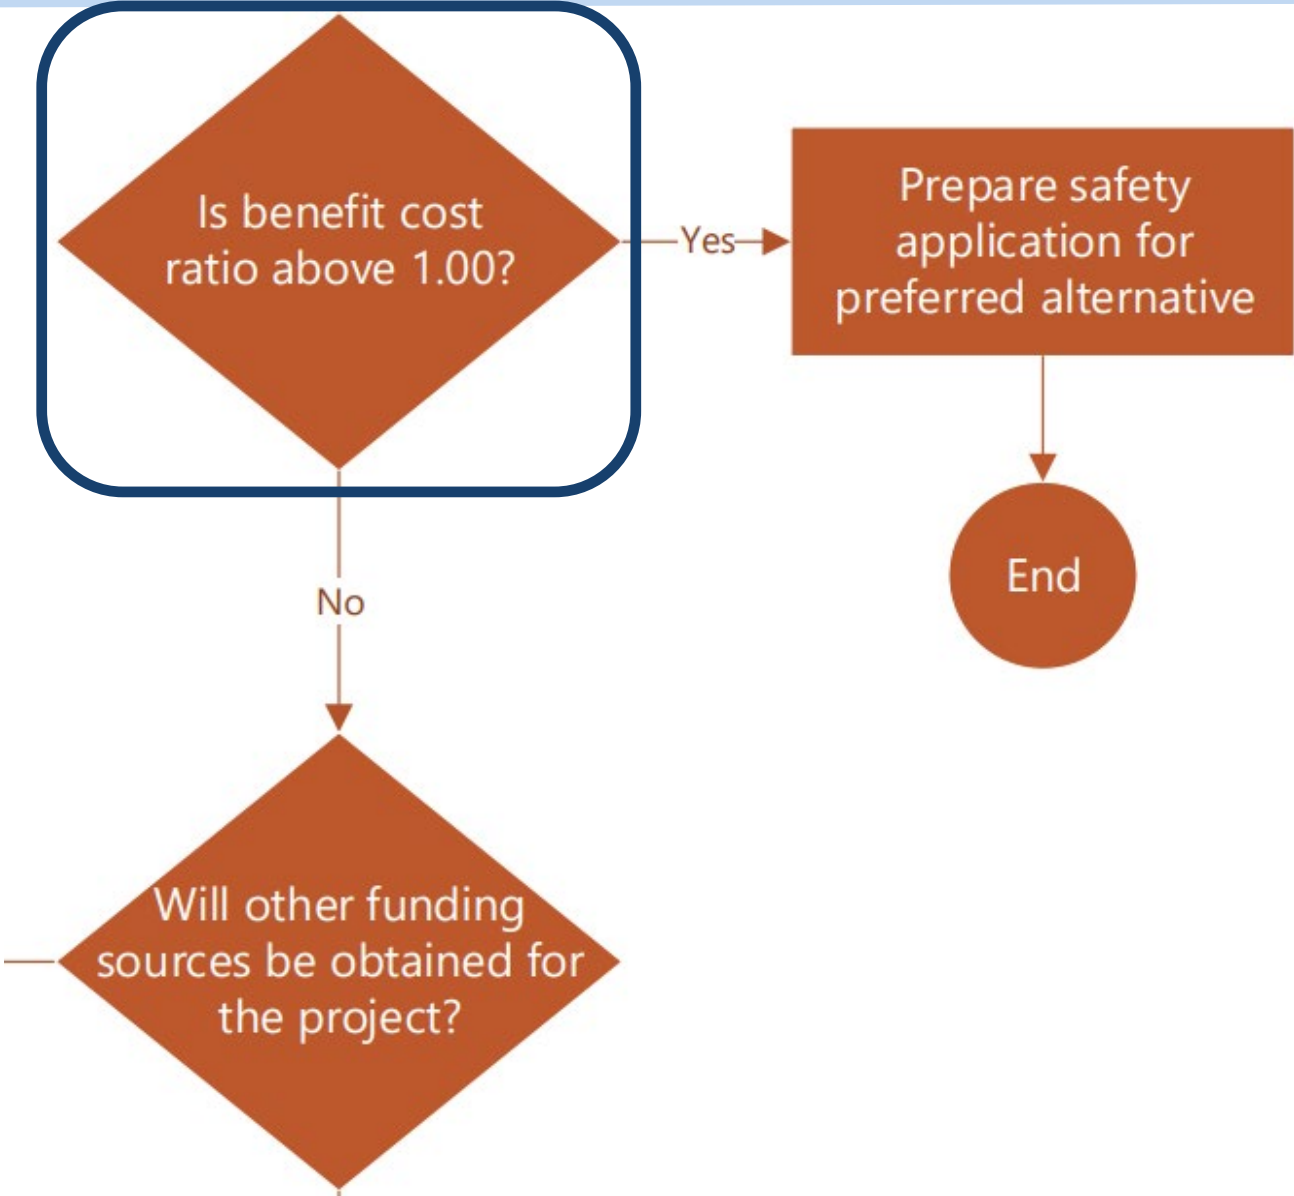 Is benefit cost
ratio above 1.00?
Yes
Prepare safety
application for
preferred alternative
End
No
Will other funding
sources be obtained for
the project?